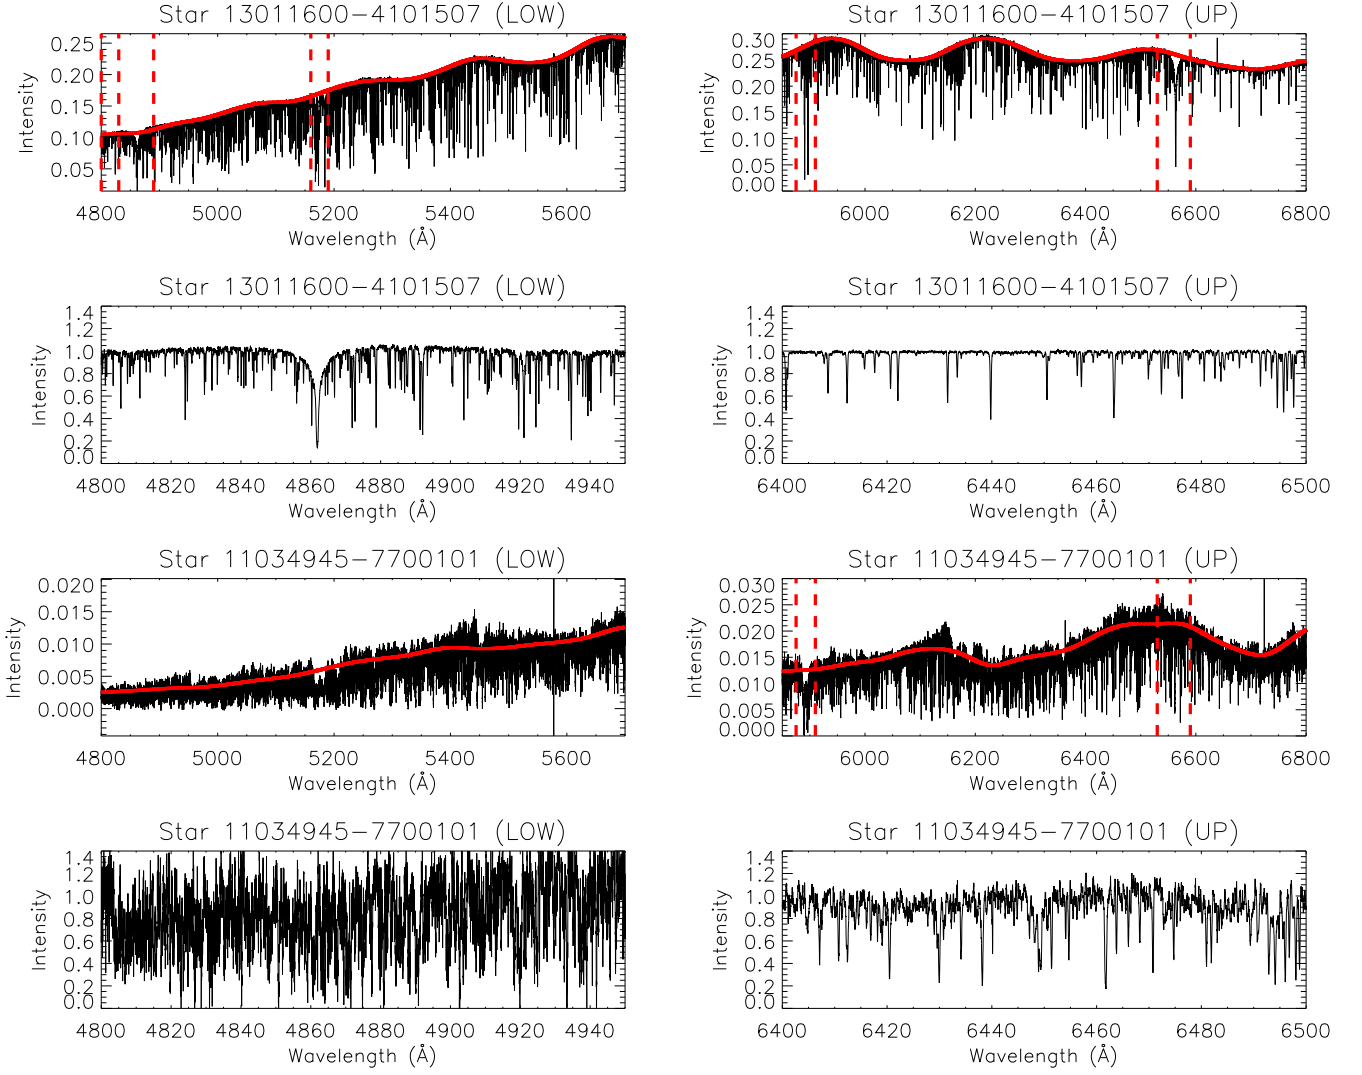 Star 13011600−4101507 (LOW)
Intensity
0.25
0.20
0.15
0.10
0.05
4800 5000 5200 5400 5600
Wavelength (Å)
Star 13011600−4101507 (UP)
Intensity
0.30
0.25
0.20
0.15
0.10
0.05
0.00
6000 6200 6400 6600 6800
Wavelength (Å)
Star 13011600−4101507 (LOW)
Intensity
1.4
1.2
1.0
0.8
0.6
0.4
0.2
0.0
4800 4820 4840 4860 4880 4900 4920 4940
Wavelength (Å)
Star 13011600−4101507 (UP)
Intensity
1.4
1.2
1.0
0.8
0.6
0.4
0.2
0.0
6400 6420 6440 6460 6480 6500
Wavelength (Å)
Star 11034945−7700101 (LOW)
Intensity
0.020
0.015
0.010
0.005
0.000
4800 5000 5200 5400 5600
Wavelength (Å)
Star 11034945−7700101 (UP)
Intensity
0.030
0.025
0.020
0.015
0.010
0.005
0.000
6000 6200 6400 6600 6800
Wavelength (Å)
Star 11034945−7700101 (LOW)
Intensity
1.4
1.2
1.0
0.8
0.6
0.4
0.2
0.0
4800 4820 4840 4860 4880 4900 4920 4940
Wavelength (Å)
Star 11034945−7700101 (UP)
Intensity
1.4
1.2
1.0
0.8
0.6
0.4
0.2
0.0
6400 6420 6440 6460 6480 6500
Wavelength (Å)